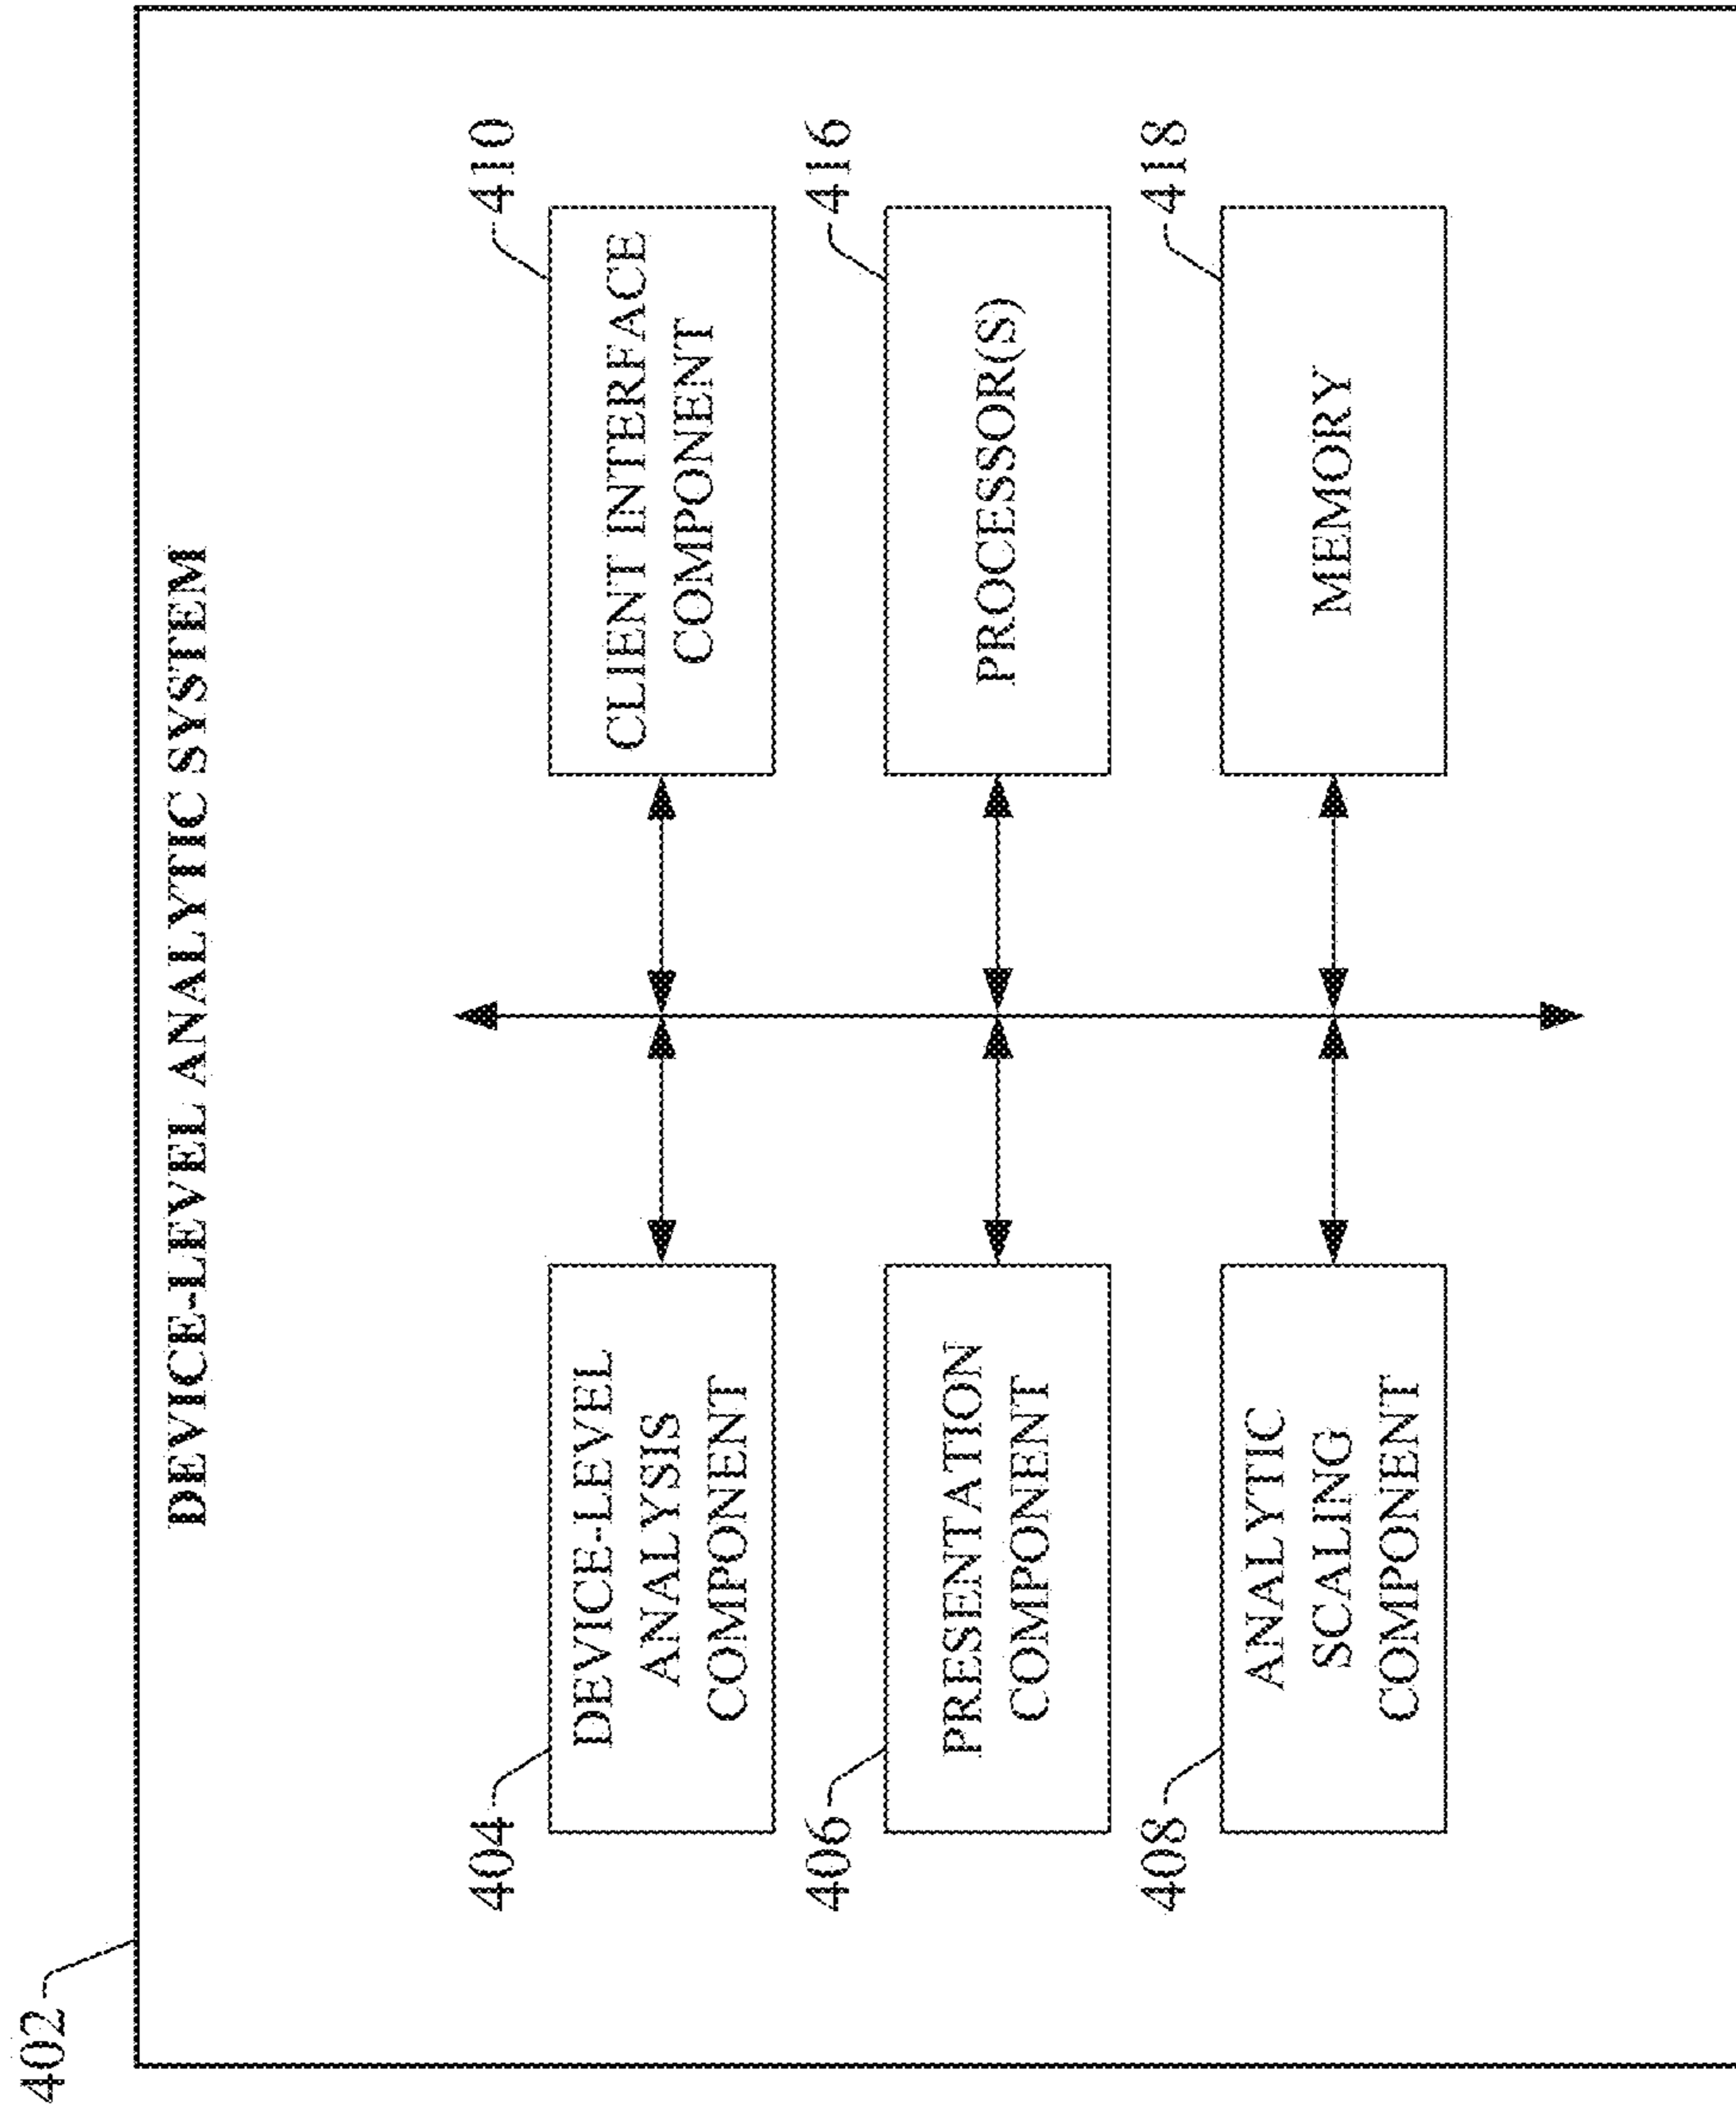 402
DEVICE-LEVEL ANALYTIC SYSTEM
404
DEVICE-LEVEL
ANALYSIS
COMPONENT
410
CLIENT INTERFACE
COMPONENT
406
PRESENTATION
COMPONENT
416
PROCESSOR(S)
408
ANALYTIC
SCALING
COMPONENT
418
MEMORY